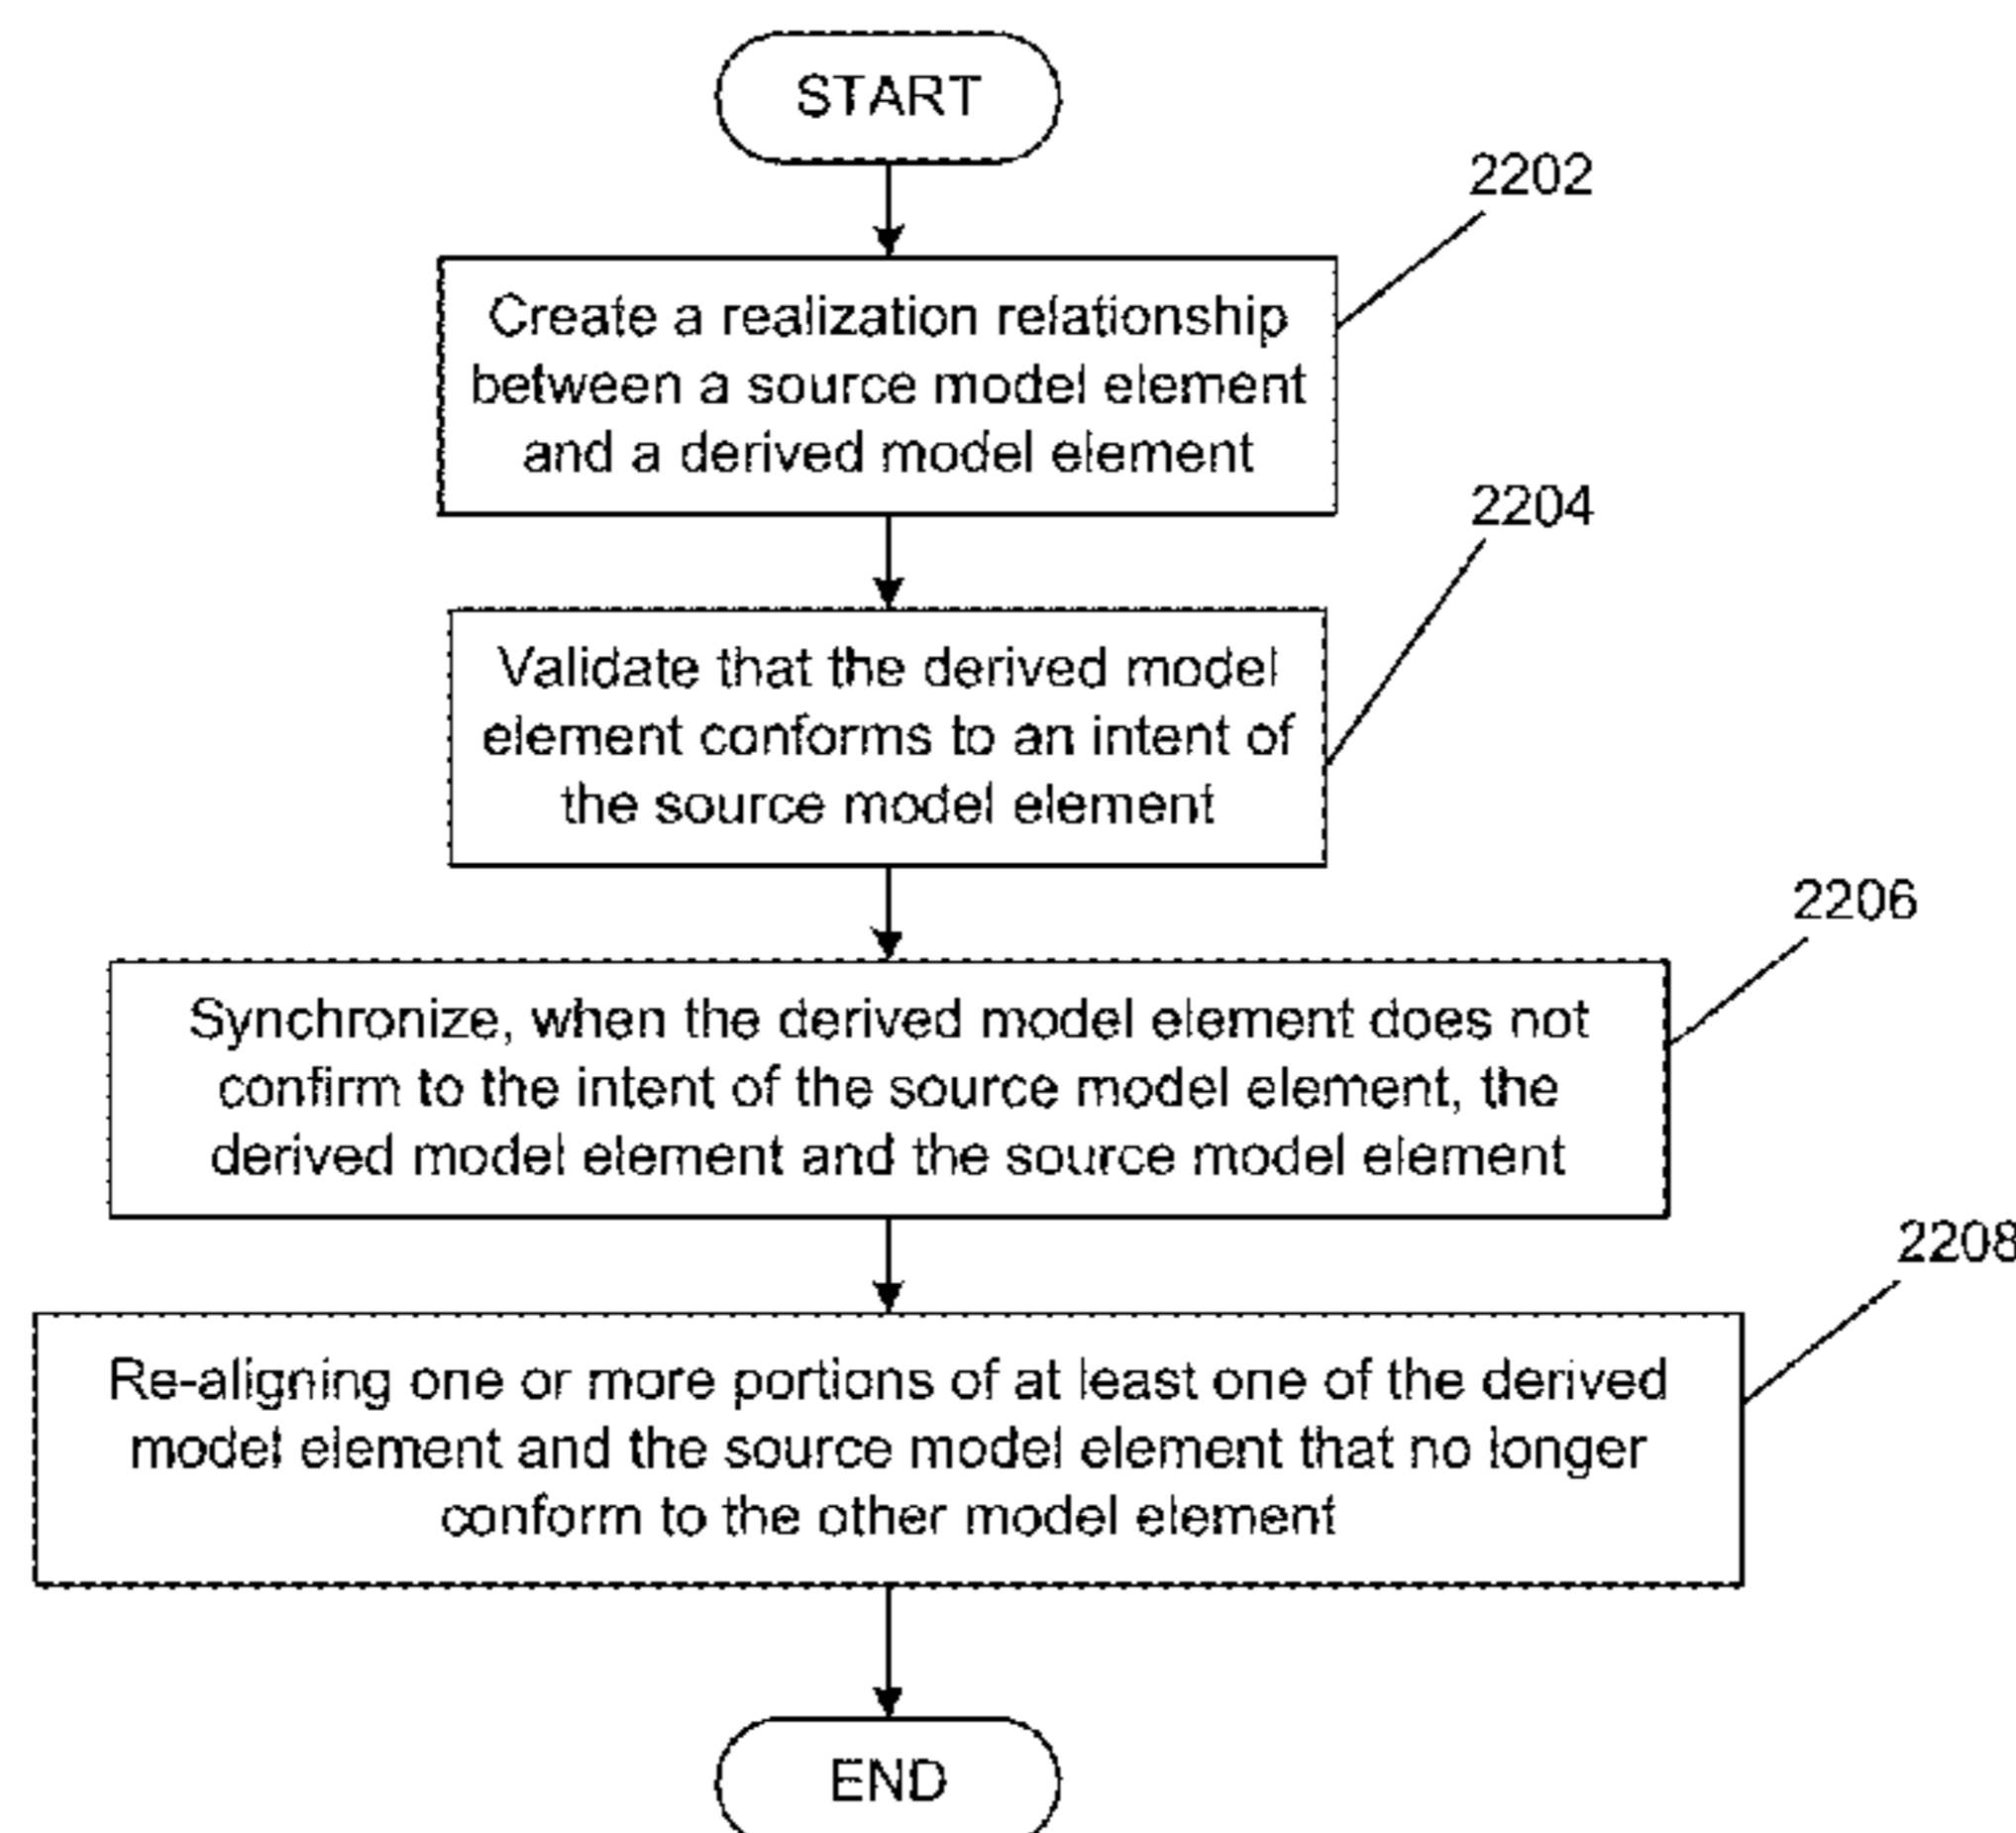 START
2202
Create a realization relationship
between a source model element
and a derived model element
2204
Validate that the derived model
element conforms to an intent of
the source model element
2206
Synchronize, when the derived model element does not
confirm to the intent of the source model element, the
derived model element and the source model element
2208
Re-aligning one or more portions of at least one of the derived
model element and the source model element that no longer
conform to the other model element
END